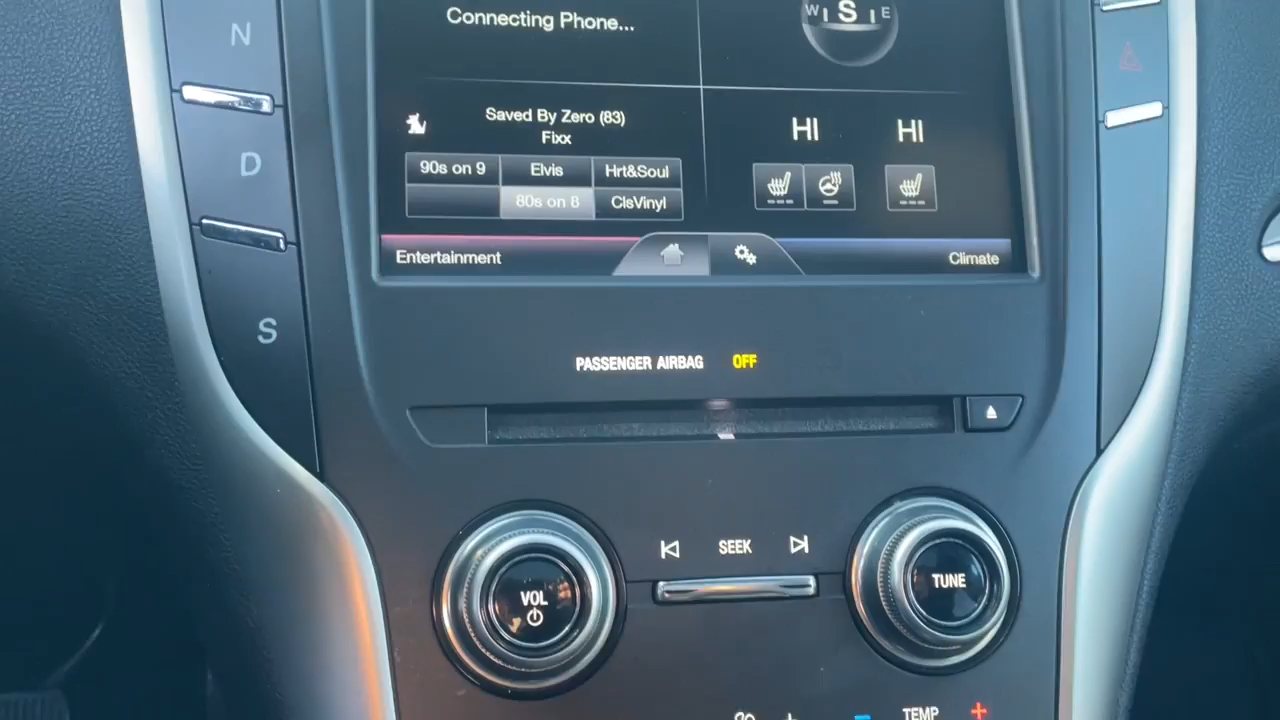 N
D
S
Connecting Phone...
W S E
Saved By Zero (83)
Fixx
90s on 9 Elvis Hrt&Soul
80s on 8 ClsVinyl
HI HI
Entertainment
Climate
PASSENGER AIRBAG OFF
SEEK
VOL
TUNE
TEMP +